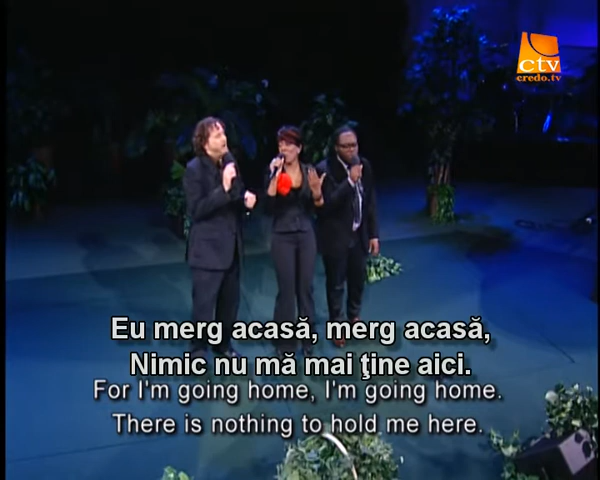 ctv
credo.tv
Eu merg acasă, merg acasă,
Nimic nu mă mai ţine aici.
For I'm going home, I'm going home.
There is nothing to hold me here.